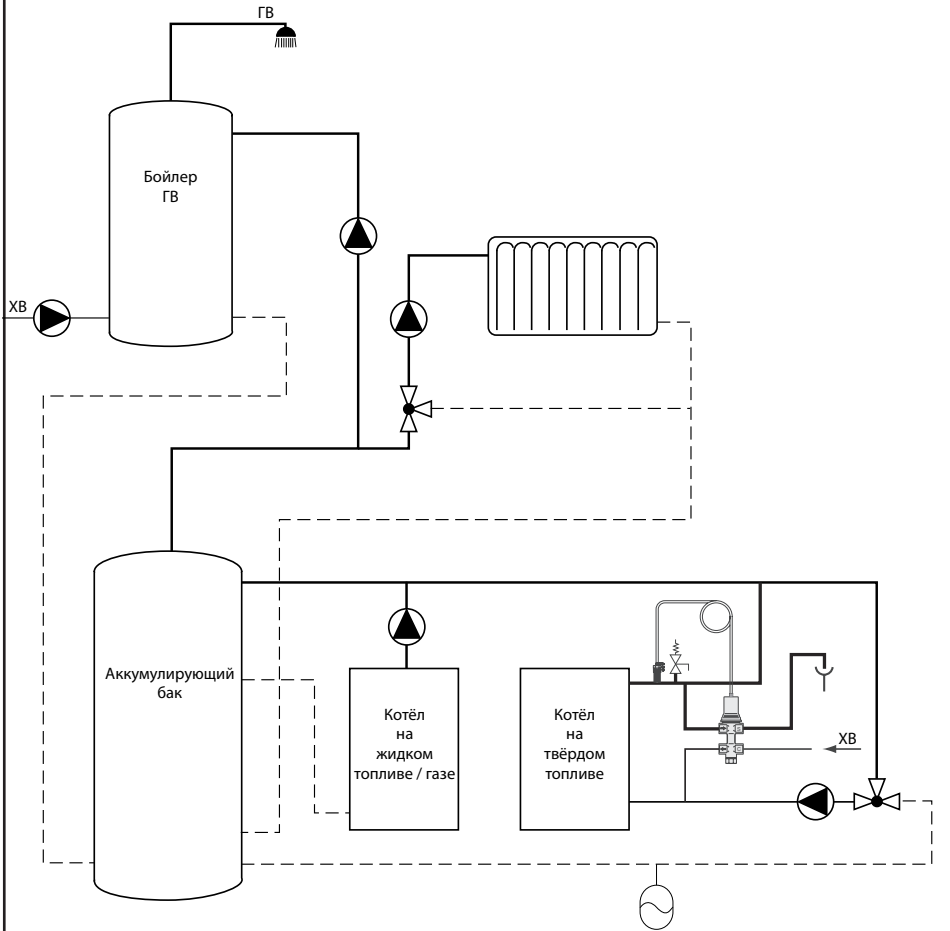 ГВ
Бойлер
ГВ
ХВ
Аккумулирующий
бак
Котёл
на
жидком
топливе / газе
Котёл
на
твёрдом
топливе
ХВ